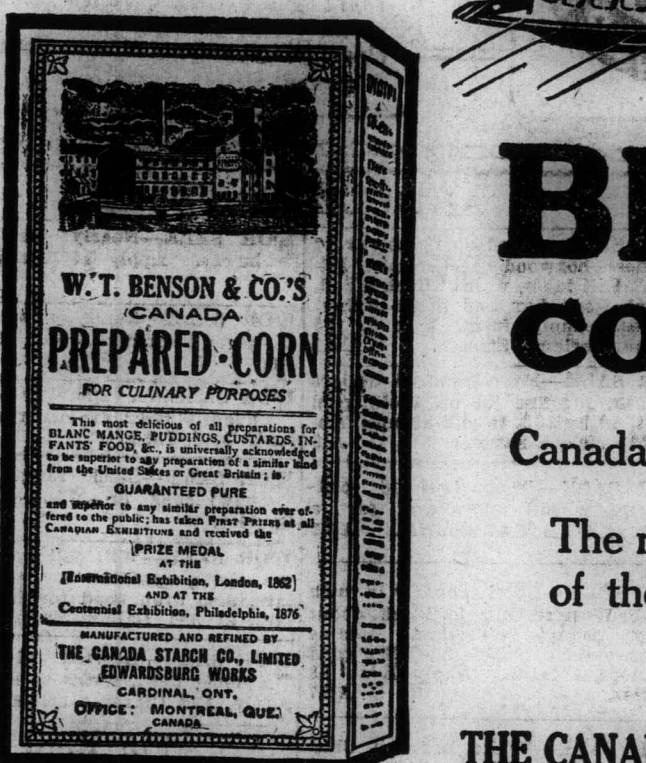 W. T. BENSON & CO.'S
CANADA
PREPARED·CORN
FOR CULINARY PURPOSES
This most delicious of all preparations for
BLANC MANGE, PUDDINGS, CUSTARDS, IN-
FANTS' FOOD, &c., is universally acknowledged
to be superior to any preparation of a similar kind
from the United States or Great Britain; is
GUARANTEED PURE
and superior to any similar preparation ever of-
fered to the public; has taken FIRST PRIZES at all
CANADIAN EXHIBITIONS and received the
PRIZE MEDAL
AT THE
[International Exhibition, London, 1862]
AND AT THE
Centennial Exhibition, Philadelphia, 1876
MANUFACTURED AND REFINED BY
THE CANADA STARCH CO., LIMITED
EDWARDSBURG WORKS
CARDINAL, ONT.
OFFICE: MONTREAL, QUE.
CANADA
CO
Canada
The
of
THE CANA